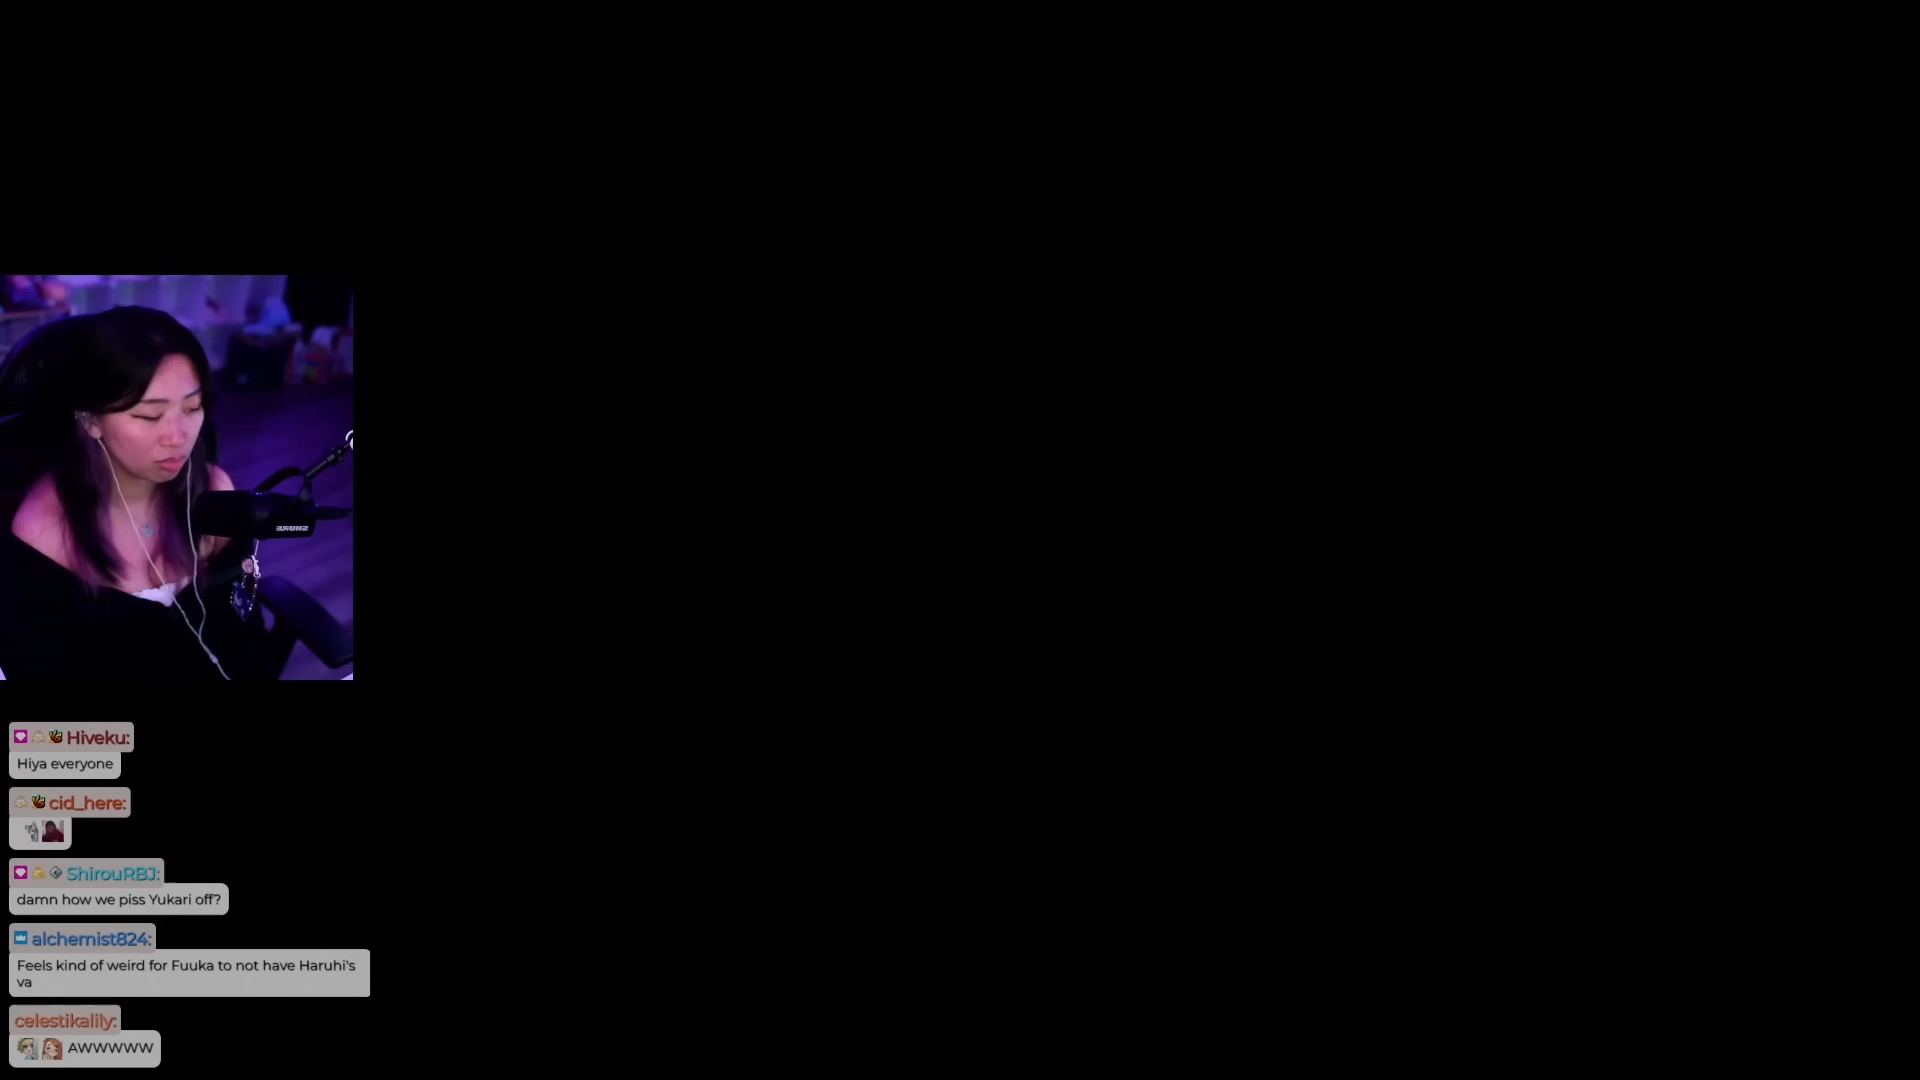 SHURE
Hiveku:
Hiya everyone
cid_here:
ShirouRBJ:
damn how we piss Yukari off?
alchemist824:
Feels kind of weird for Fuuka to not have Haruhi's
va
celestikalily:
AWWWWW